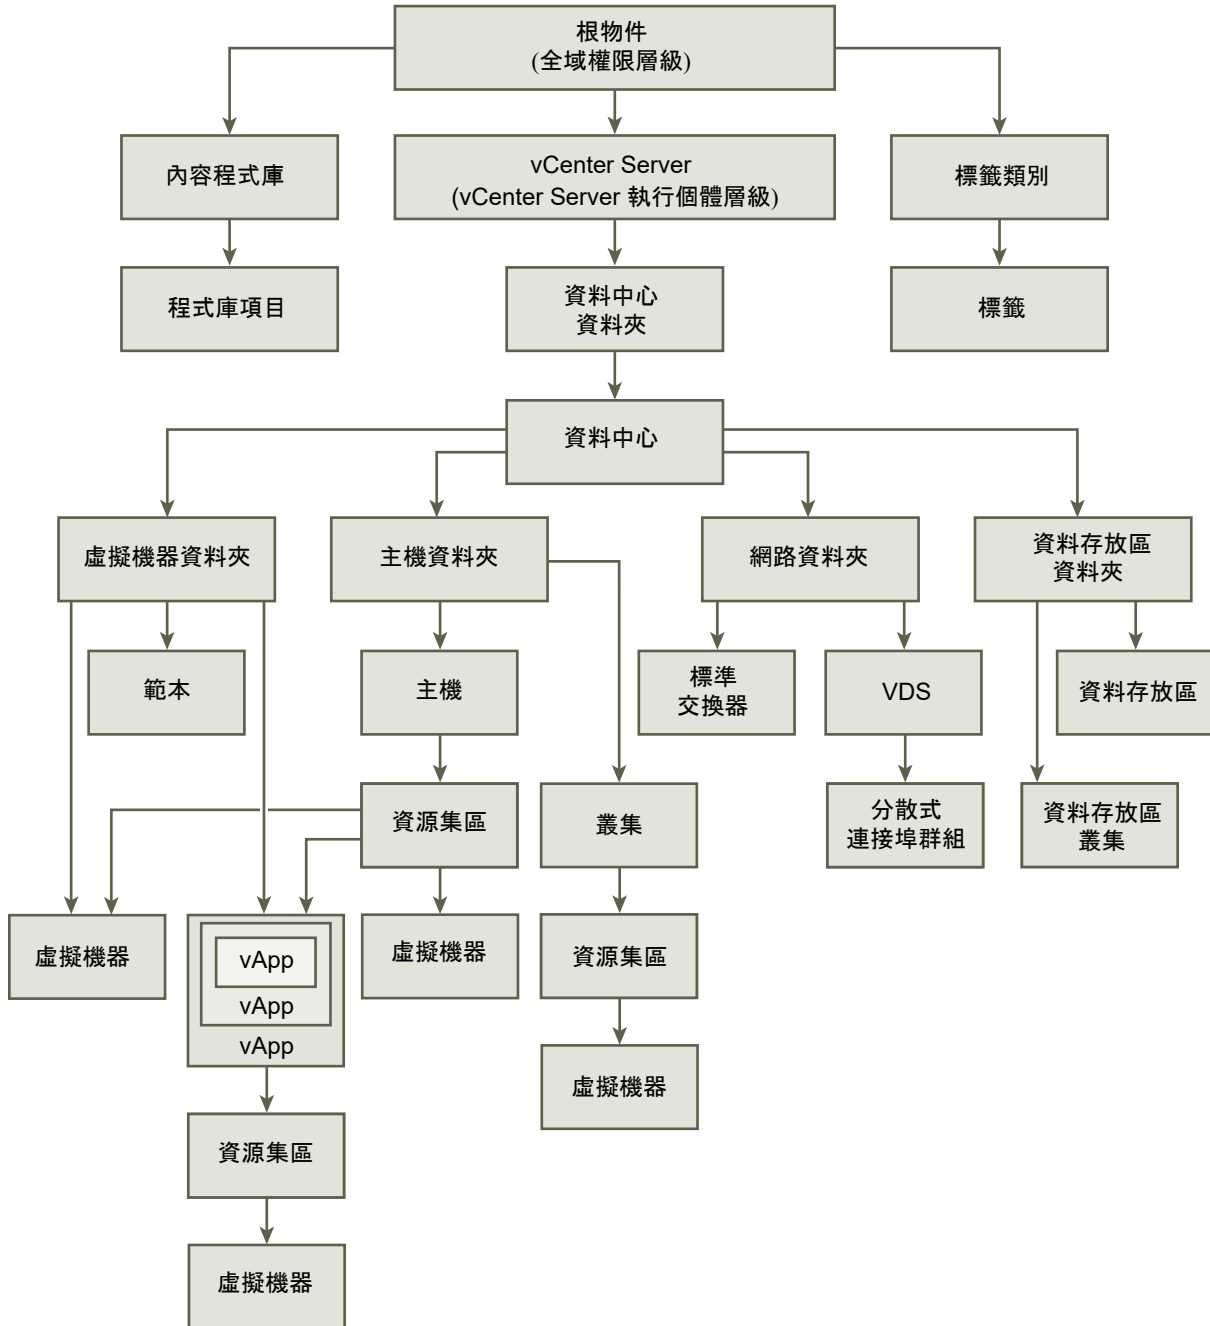 根物件
(全域權限層級)
內容程式庫
vCenter Server
(vCenter Server 執行個體層級)
標籤類別
程式庫項目
資料中心
資料夾
標籤
資料中心
虛擬機器資料夾
主機資料夾
網路資料夾
資料存放區
資料夾
範本
主機
標準
交換器
VDS
資料存放區
資源集區
叢集
分散式
連接埠群組
資料存放區
叢集
虛擬機器
vApp
vApp
vApp
虛擬機器
資源集區
虛擬機器
資源集區
虛擬機器